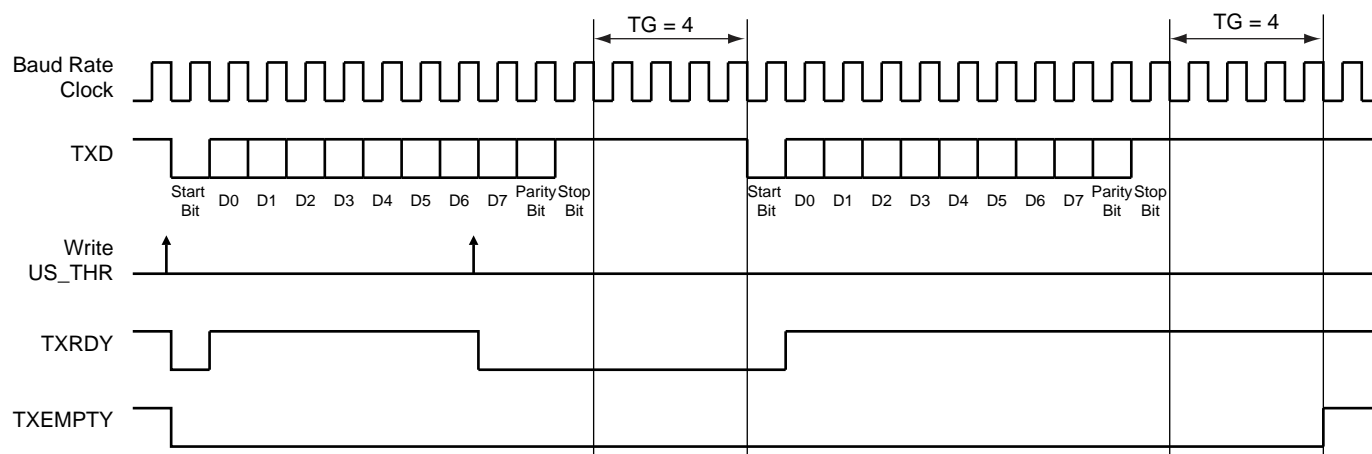 TG = 4
TG = 4
Baud Rate
Clock
TXD
Start
Bit
D0
D1
D2
D3
D4
D5
D6
D7
Parity
Bit
Stop
Bit
Start
Bit
D0
D1
D2
D3
D4
D5
D6
D7
Parity
Bit
Stop
Bit
Write
US_THR
TXRDY
TXEMPTY